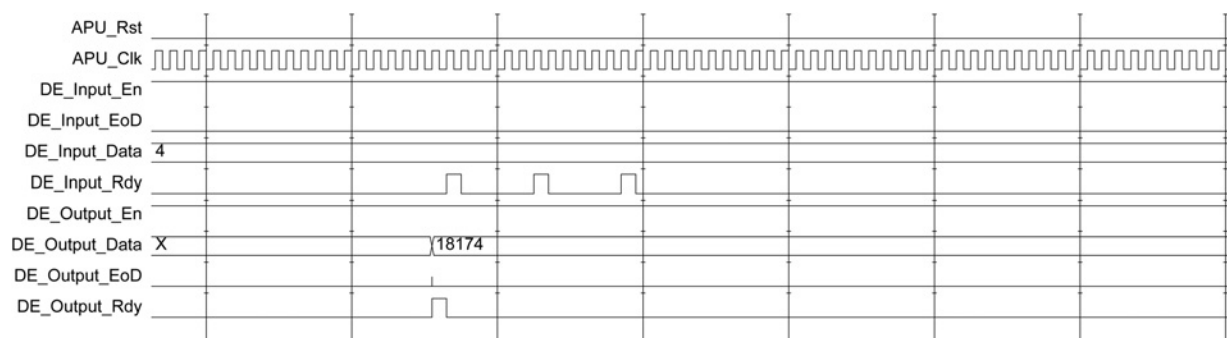 APU_Rst
APU_Clk
DE_Input_En
DE_Input_EoD
DE_Input_Data 4
DE_Input_Rdy
DE_Output_En
DE_Output_Data X 18174
DE_Output_EoD
DE_Output_Rdy